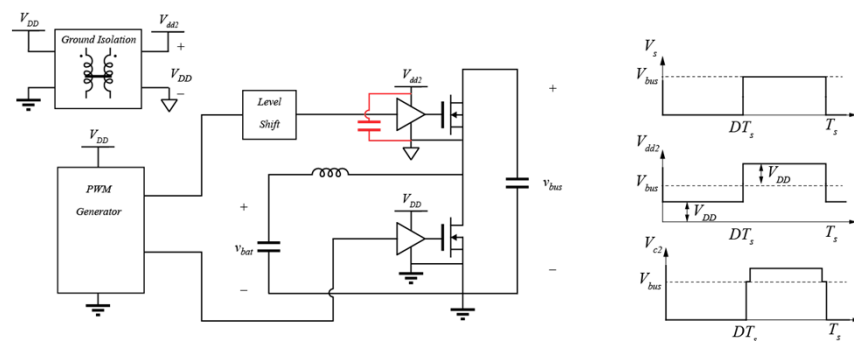 V_DD
Ground Isolation
V_dd2
+
V_DD
−
V_DD
PWM
Generator
Level
Shift
V_dd2
+
v_bat
−
V_DD
+
v_bus
−
V_s
V_bus
DT_s
T_s
V_dd2
V_bus
V_DD
V_DD
DT_s
T_s
V_c2
V_bus
DT_s
T_s